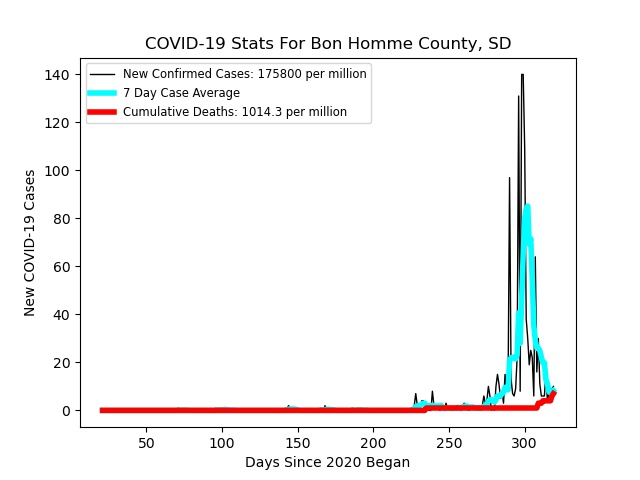 COVID-19 Stats For Bon Homme County, SD
New Confirmed Cases: 175800 per million
7 Day Case Average
Cumulative Deaths: 1014.3 per million
New COVID-19 Cases
140
120
100
80
60
40
20
0
50 100 150 200 250 300
Days Since 2020 Began